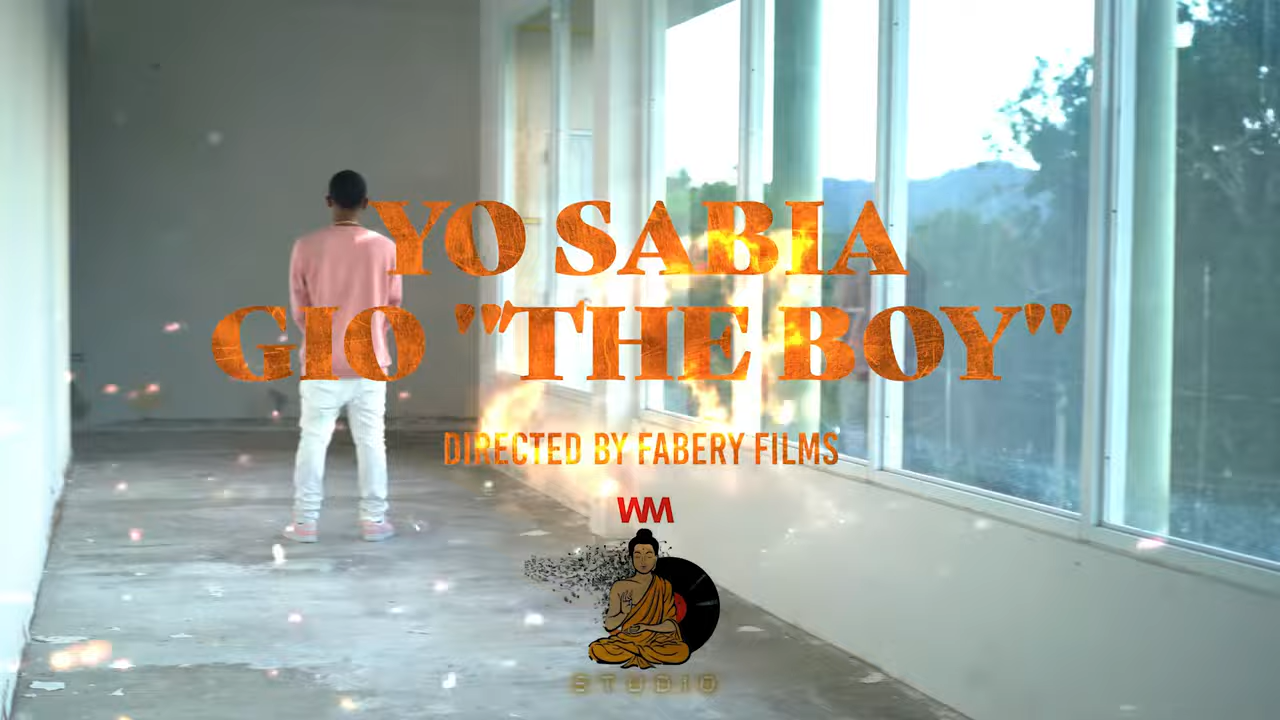 YO SABIA
GIO "THE BOY"
DIRECTED BY FABERY FILMS
WM
STUDIO